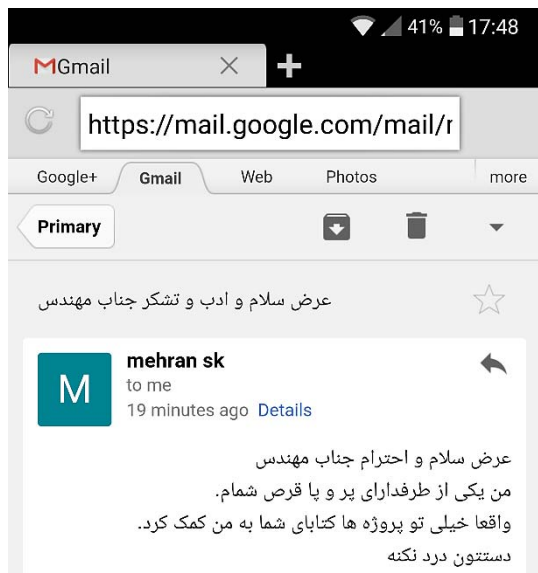 41% 17:48
Gmail
https://mail.google.com/mail/
Google+ Gmail Web Photos more
Primary
عرض سلام و ادب و تشکر جناب مهندس
M
mehran sk
to me
19 minutes ago Details
عرض سلام و احترام جناب مهندس
من یکی از طرفدارای پر و پا قرص شمام.
واقعا خیلی تو پروژه ها کتابای شما به من کمک کرد.
دستتون درد نکنه